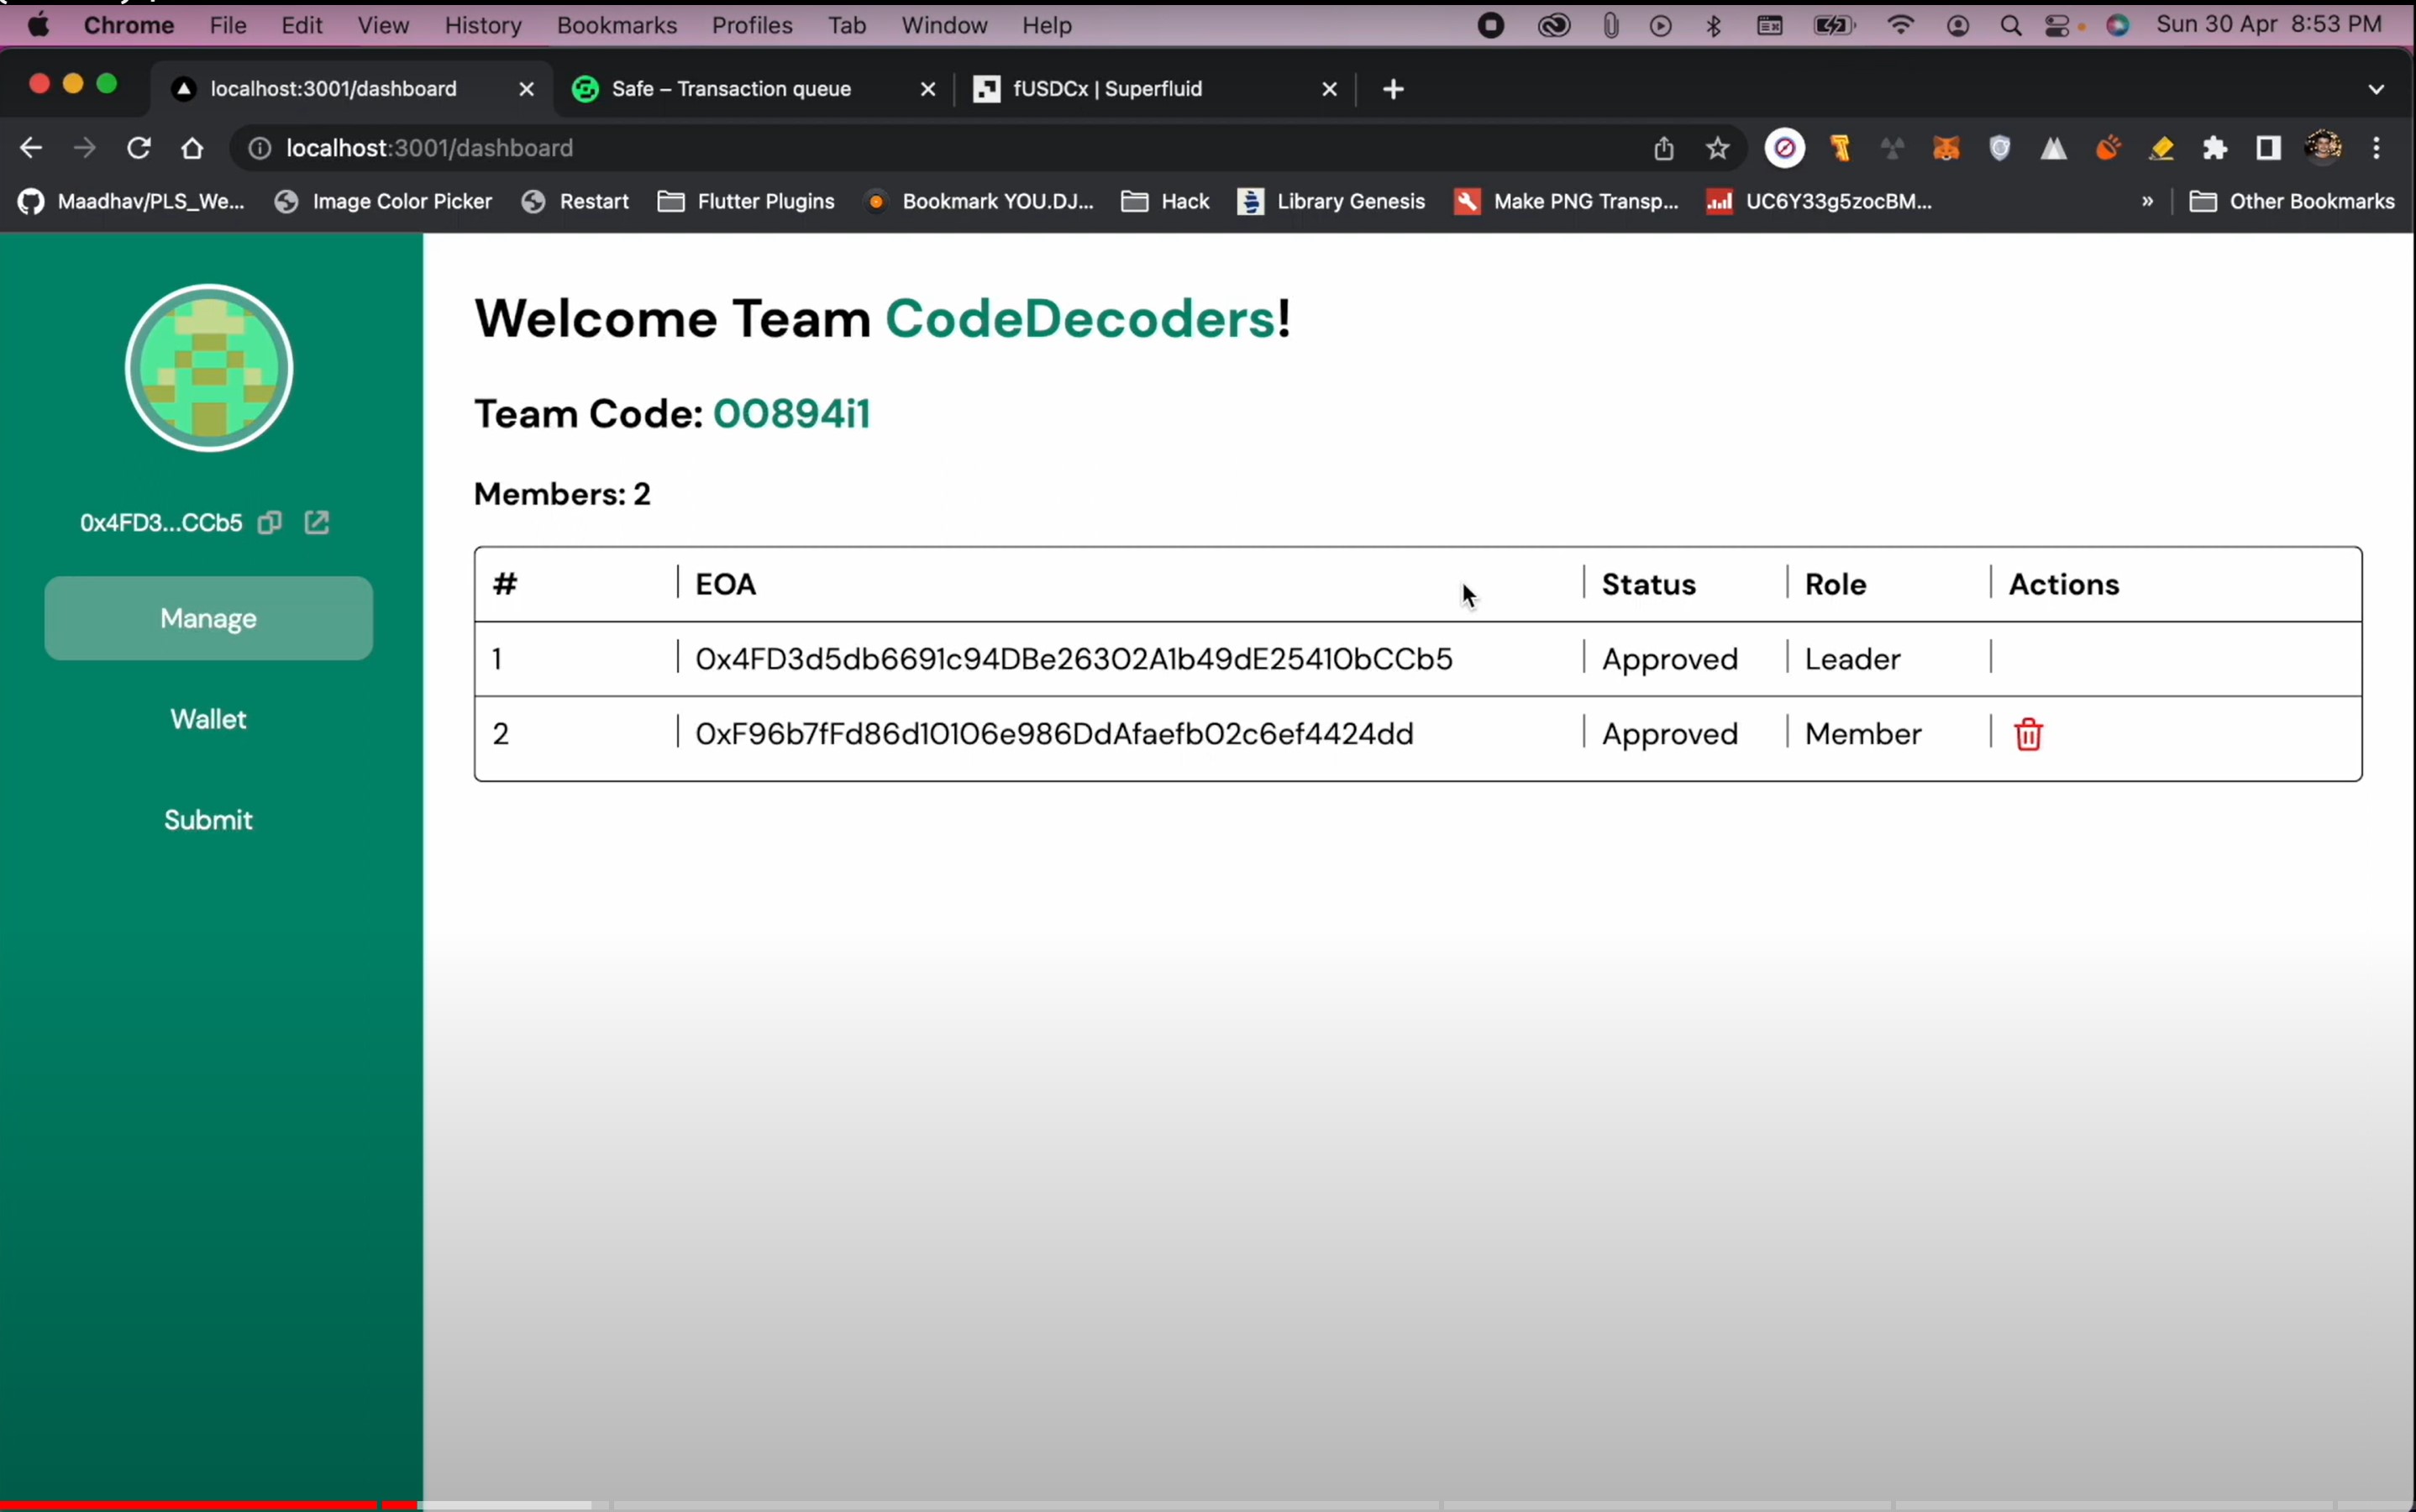 Chrome File Edit View History Bookmarks Profiles Tab Window Help Sun 30 Apr 8:53 PM
localhost:3001/dashboard Safe – Transaction queue fUSDCx | Superfluid
localhost:3001/dashboard
Maadhav/PLS_We... Image Color Picker Restart Flutter Plugins Bookmark YOU.DJ... Hack Library Genesis Make PNG Transp... UC6Y33g5zocBM... » Other Bookmarks
0x4FD3...CCb5
Manage
Wallet
Submit
Welcome Team CodeDecoders!
Team Code: 00894i1
Members: 2
# EOA Status Role Actions
1 0x4FD3d5db6691c94DBe26302A1b49dE25410bCCb5 Approved Leader
2 0xF96b7fFd86d10106e986DdAfaefb02c6ef4424dd Approved Member